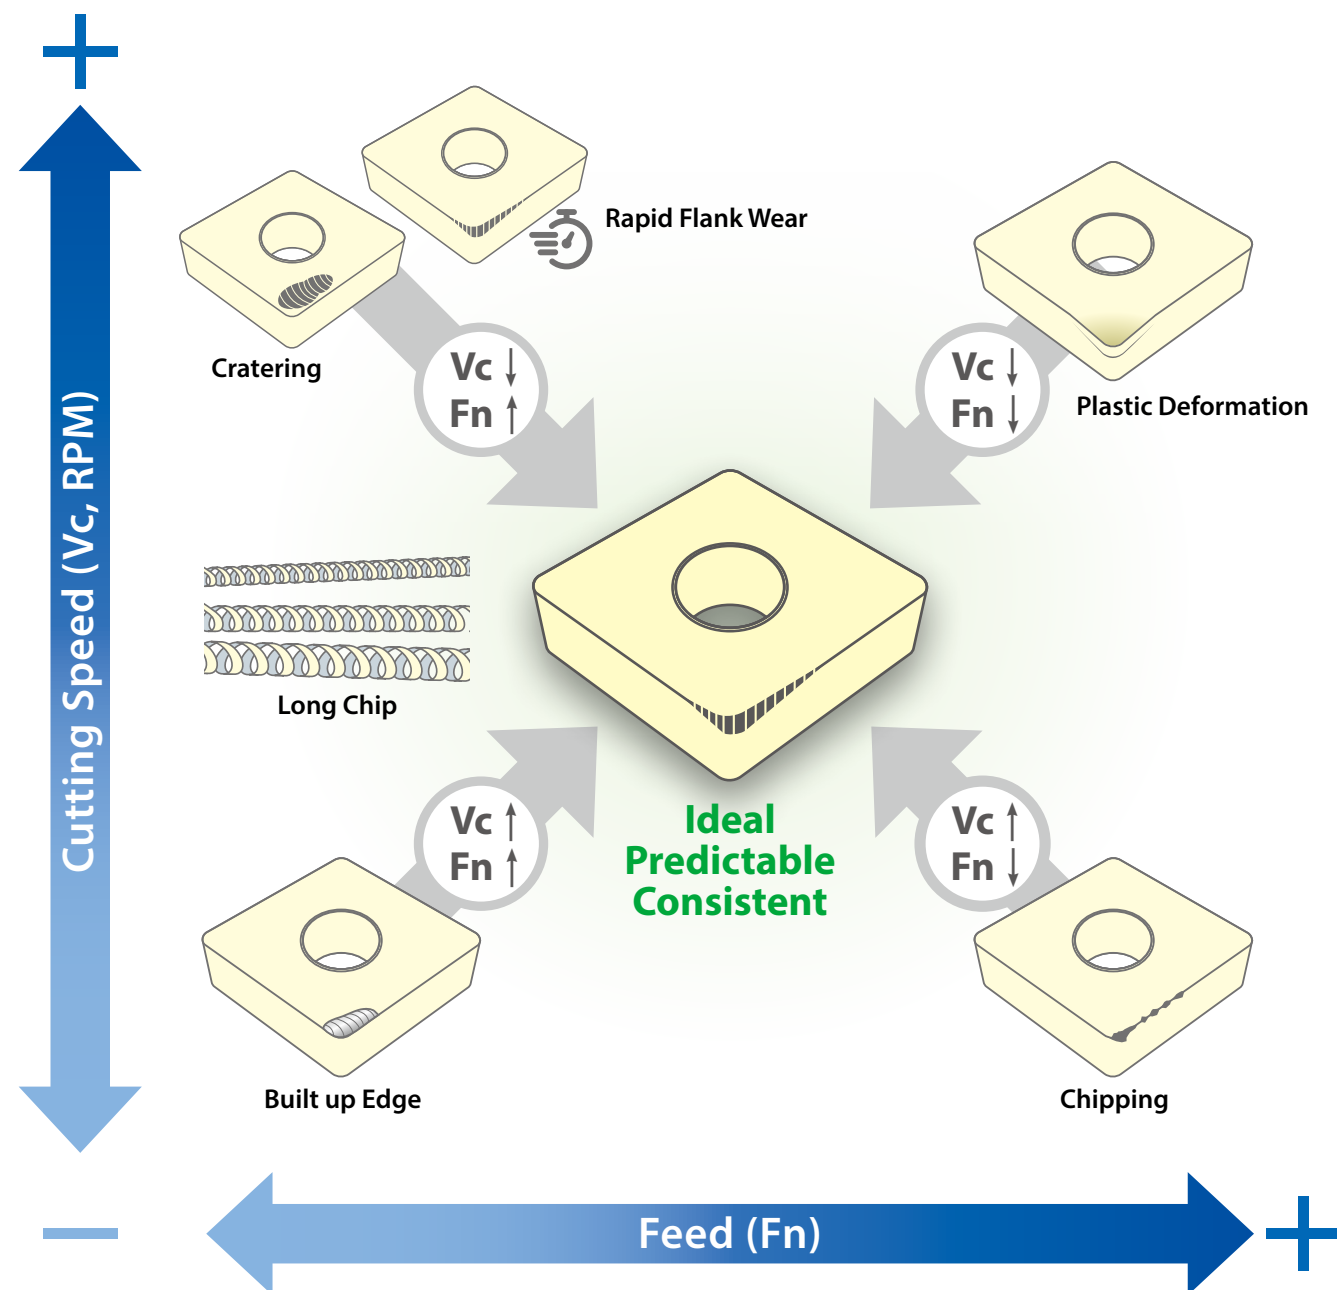 +
Rapid Flank Wear
Cratering
Vc ↓
Fn ↑
Vc ↓
Fn ↓
Plastic Deformation
Cutting Speed (Vc, RPM)
Long Chip
Ideal
Predictable
Consistent
Vc ↑
Fn ↑
Vc ↑
Fn ↓
Built up Edge
Chipping
—
Feed (Fn)
+